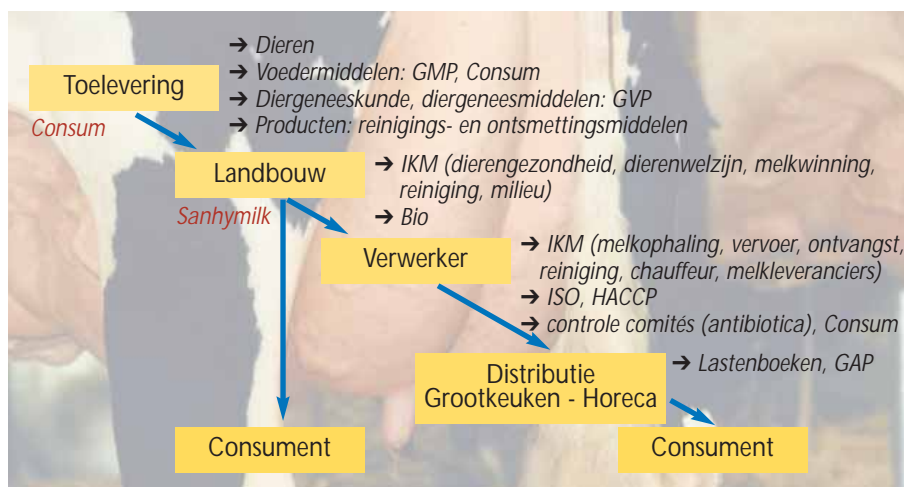 ➔ Dieren
➔ Voedermiddelen: GMP, Consum
Toelevering
➔ Diergeneeskunde, diergeneesmiddelen: GVP
Consum
➔ Producten: reinigings- en ontsmettingsmiddelen
Landbouw
➔ IKM (dierengezondheid, dierenwelzijn, melkwinning,
reiniging, milieu)
Sanhymilk
➔ Bio
Verwerker
➔ IKM (melkophaling, vervoer, ontvangst,
reiniging, chauffeur, melkleveranciers)
➔ ISO, HACCP
➔ controle comités (antibiotica), Consum
Distributie
Grootkeuken - Horeca
➔ Lastenboeken, GAP
Consument
Consument